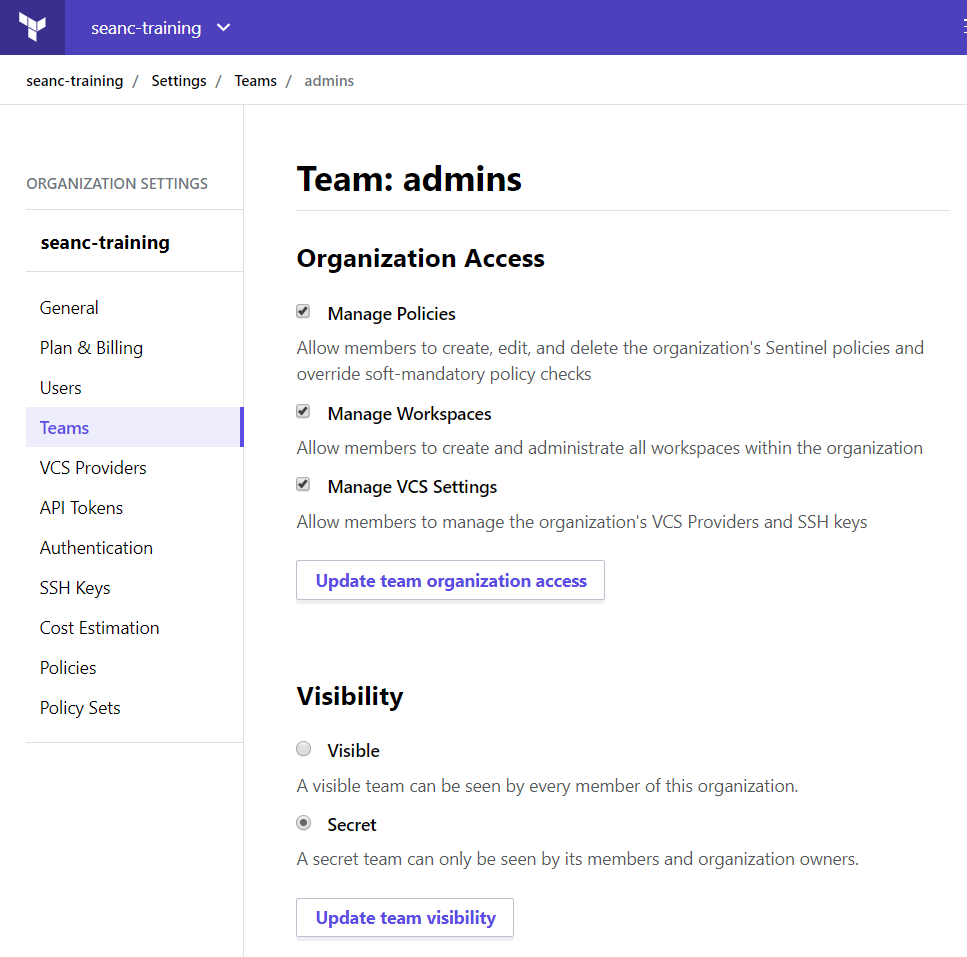 seanc-training
seanc-training / Settings / Teams / admins
ORGANIZATION SETTINGS
seanc-training
General
Plan & Billing
Users
Teams
VCS Providers
API Tokens
Authentication
SSH Keys
Cost Estimation
Policies
Policy Sets
Team: admins
Organization Access
Manage Policies
Allow members to create, edit, and delete the organization's Sentinel policies and
override soft-mandatory policy checks
Manage Workspaces
Allow members to create and administrate all workspaces within the organization
Manage VCS Settings
Allow members to manage the organization's VCS Providers and SSH keys
Update team organization access
Visibility
Visible
A visible team can be seen by every member of this organization.
Secret
A secret team can only be seen by its members and organization owners.
Update team visibility